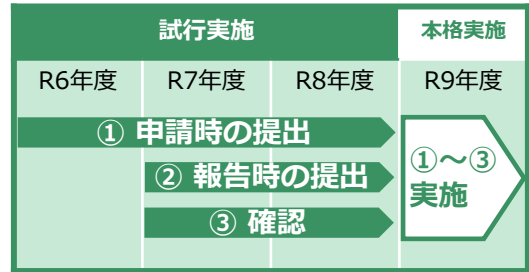 試行実施 本格実施
R6年度 R7年度 R8年度 R9年度
① 申請時の提出
② 報告時の提出
③ 確認
①～③
実施